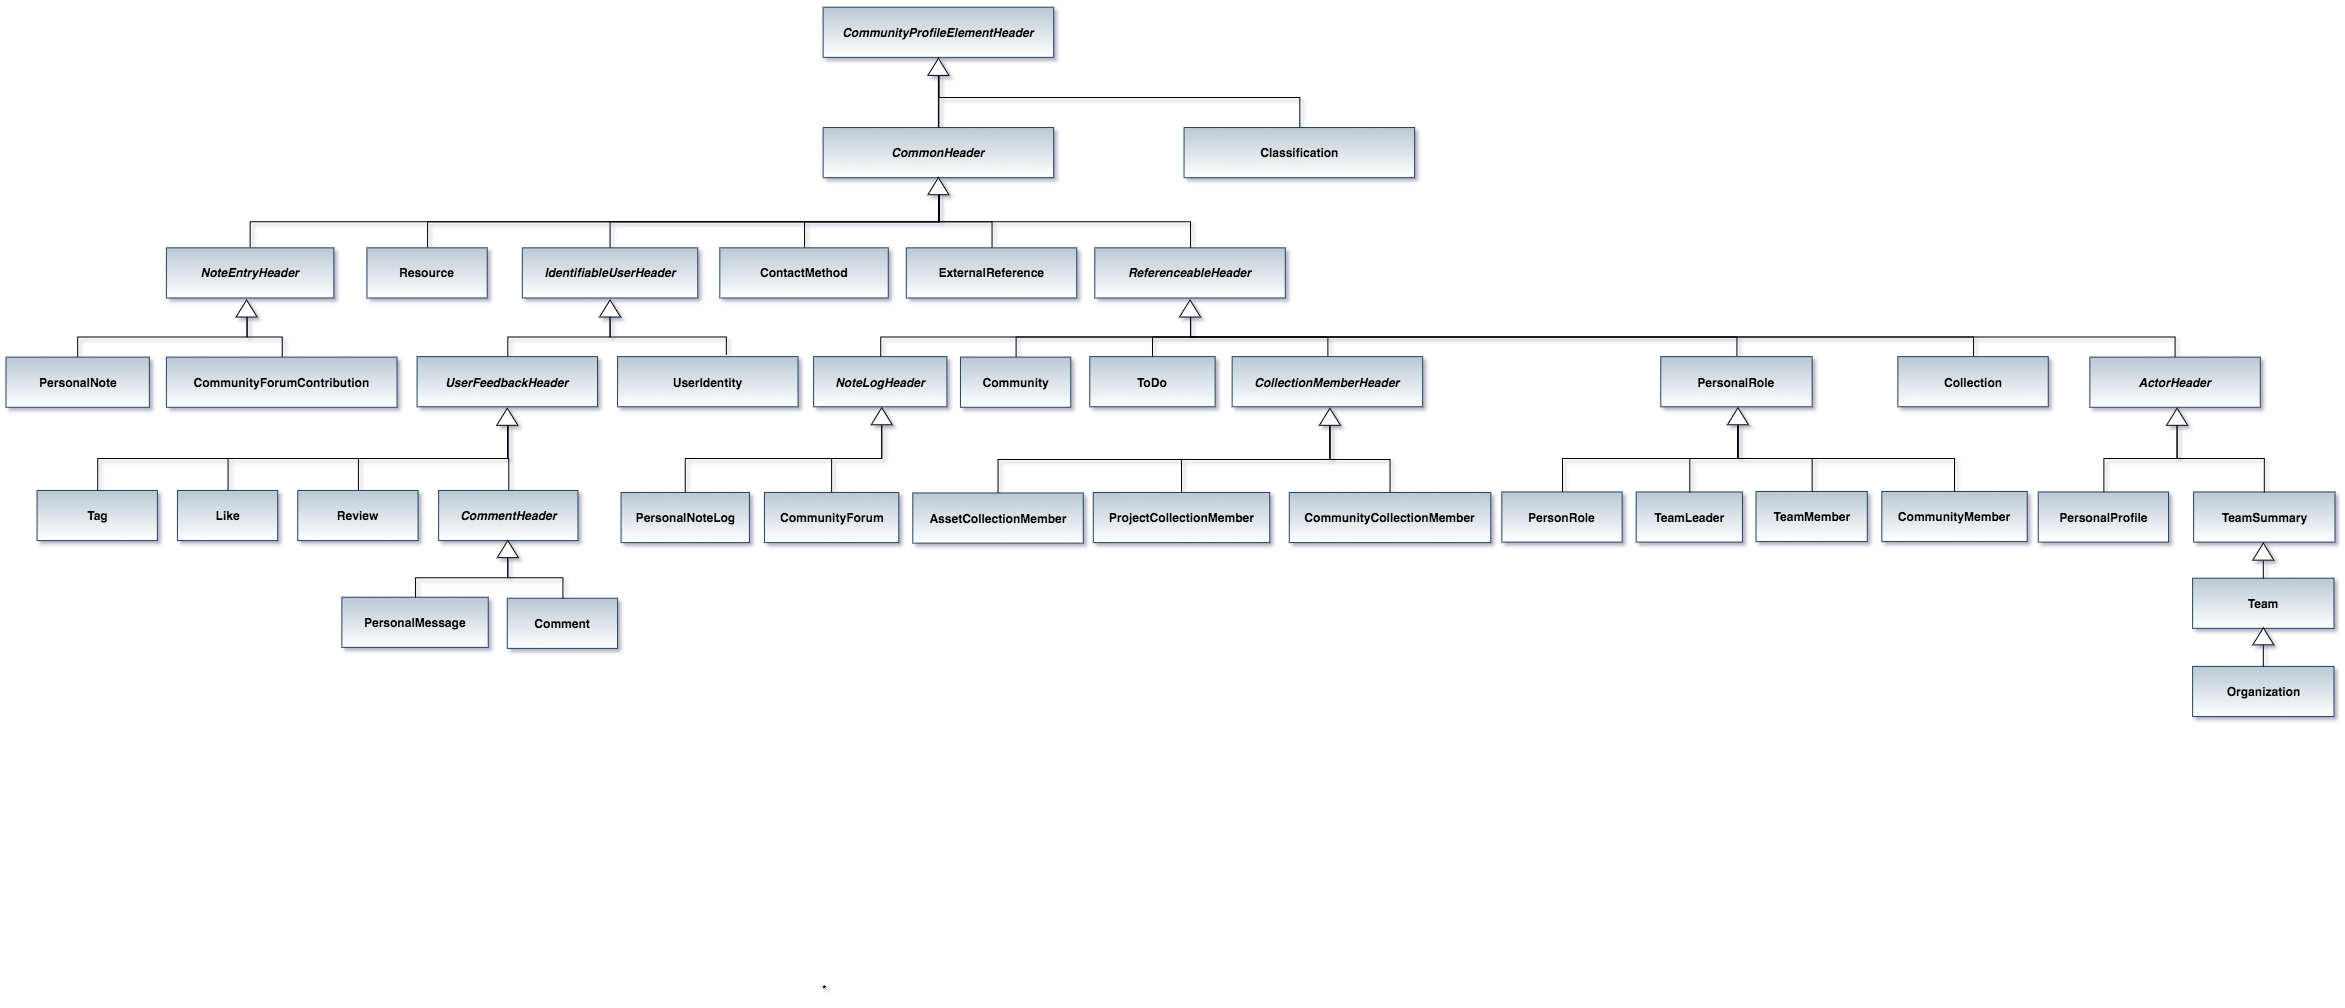 CommunityProfileElementHeader
CommonHeader
Classification
NoteEntryHeader
Resource
IdentifiableUserHeader
ContactMethod
ExternalReference
ReferenceableHeader
PersonalNote
CommunityForumContribution
UserFeedbackHeader
UserIdentity
NoteLogHeader
Community
ToDo
CollectionMemberHeader
PersonalRole
Collection
ActorHeader
Tag
Like
Review
CommentHeader
PersonalNoteLog
CommunityForum
AssetCollectionMember
ProjectCollectionMember
CommunityCollectionMember
PersonRole
TeamLeader
TeamMember
CommunityMember
PersonalProfile
TeamSummary
PersonalMessage
Comment
Team
Organization
*